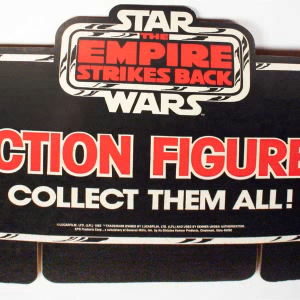 STAR
THE
EMPIRE
STRIKES BACK
WARS
CTION FIGURE
COLLECT THEM ALL!